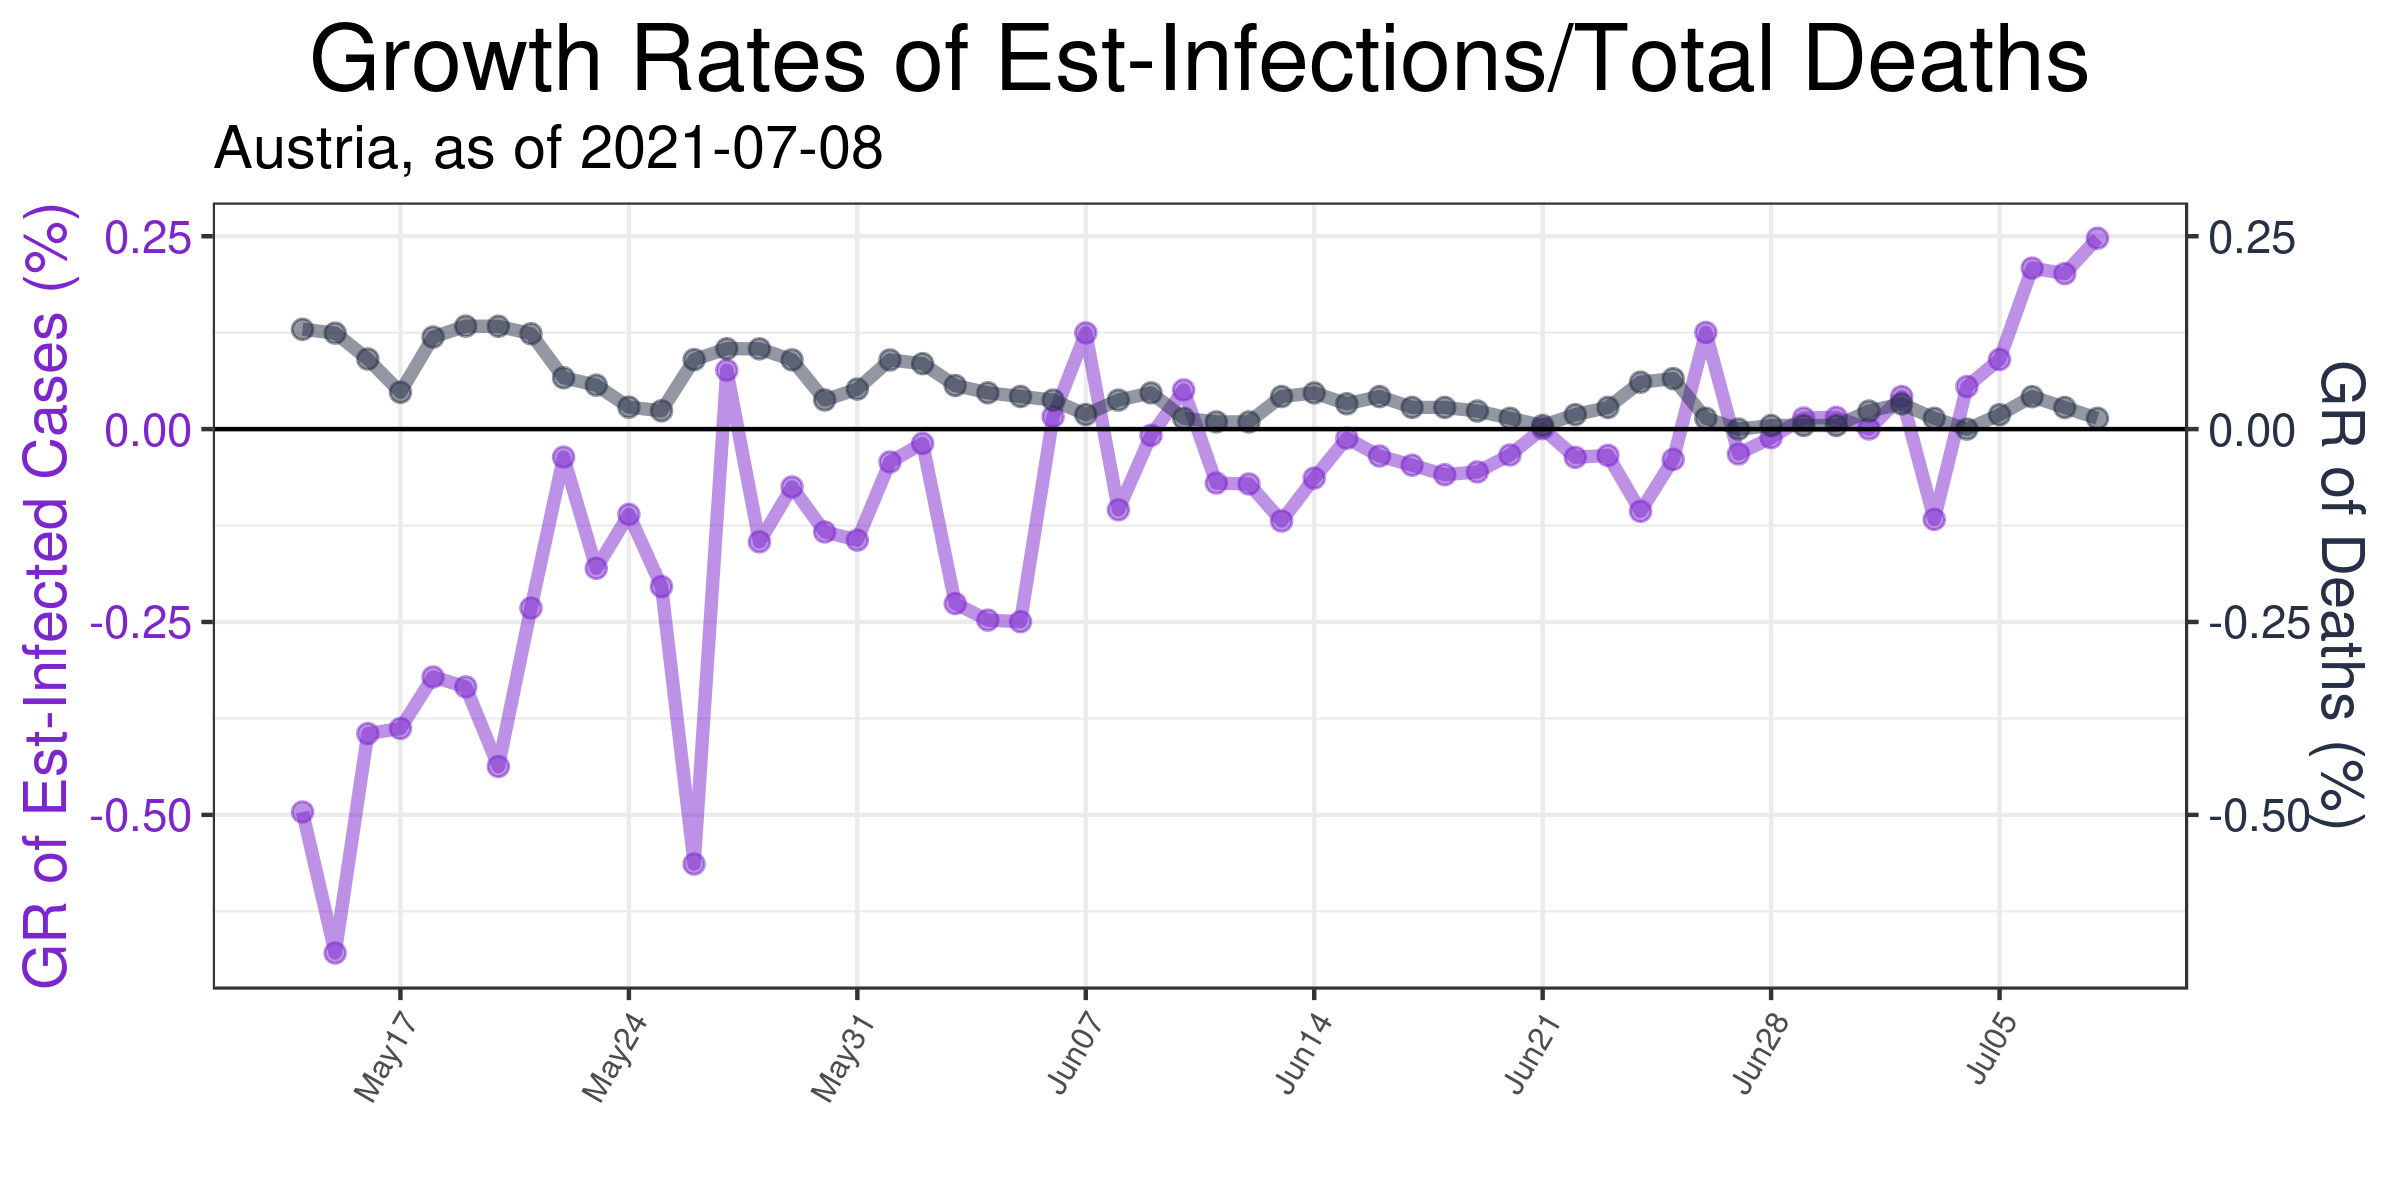 Growth Rates of Est-Infections/Total Deaths
Austria, as of 2021-07-08
GR of Est-Infected Cases (%)
0.25
0.00
-0.25
-0.50
0.25
0.00
-0.25
-0.50
GR of Deaths (%)
May17
May24
May31
Jun07
Jun14
Jun21
Jun28
Jul05